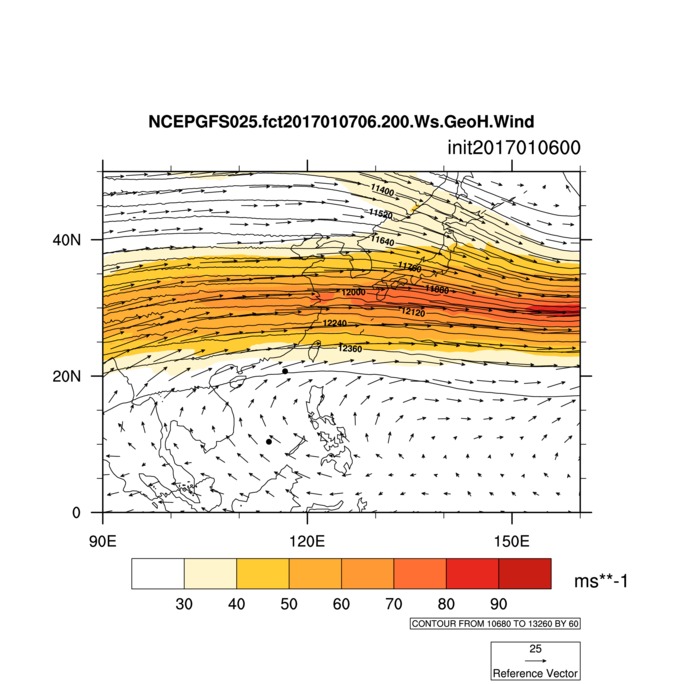 NCEPGFS025.fct2017010706.200.Ws.GeoH.Wind
init2017010600
11400
11520
11640
11760
11880
12000
12120
12240
12360
40N
20N
0
90E 120E 150E
30 40 50 60 70 80 90
ms**-1
CONTOUR FROM 10680 TO 13260 BY 60
25
Reference Vector